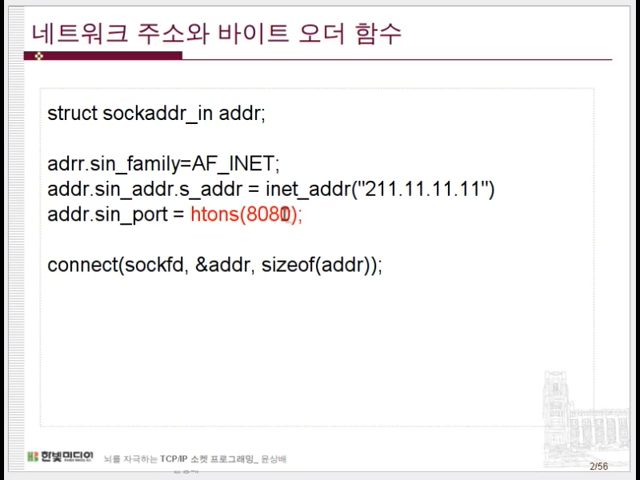 네트워크 주소와 바이트 오더 함수
struct sockaddr_in addr;
adrr.sin_family=AF_INET;
addr.sin_addr.s_addr = inet_addr("211.11.11.11")
addr.sin_port = htons(8080);
connect(sockfd, &addr, sizeof(addr));
한빛미디어
뇌를 자극하는 TCP/IP 소켓 프로그래밍_ 윤상배
2/56